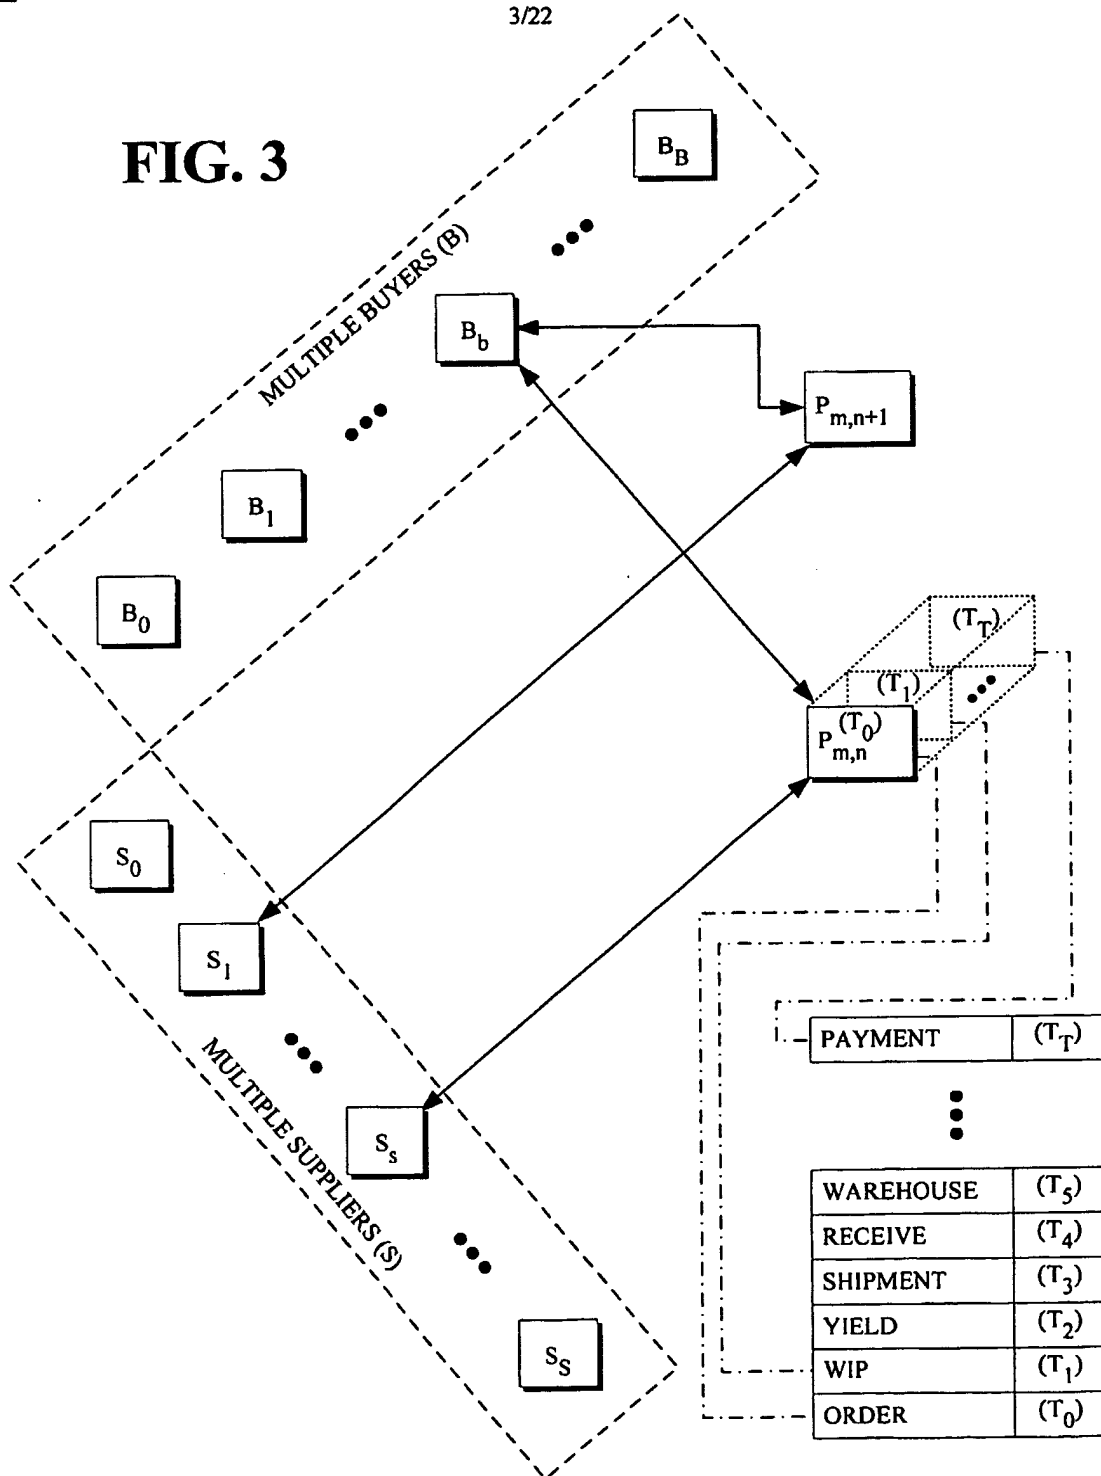 3/22
FIG. 3
B_B
MULTIPLE BUYERS (B)
B_b
P_m,n+1
B_1
B_0
(T_T)
(T_1)
(T_0)
P_m,n
S_0
S_1
MULTIPLE SUPPLIERS (S)
S_s
S_S
PAYMENT (T_T)
WAREHOUSE (T_5)
RECEIVE (T_4)
SHIPMENT (T_3)
YIELD (T_2)
WIP (T_1)
ORDER (T_0)